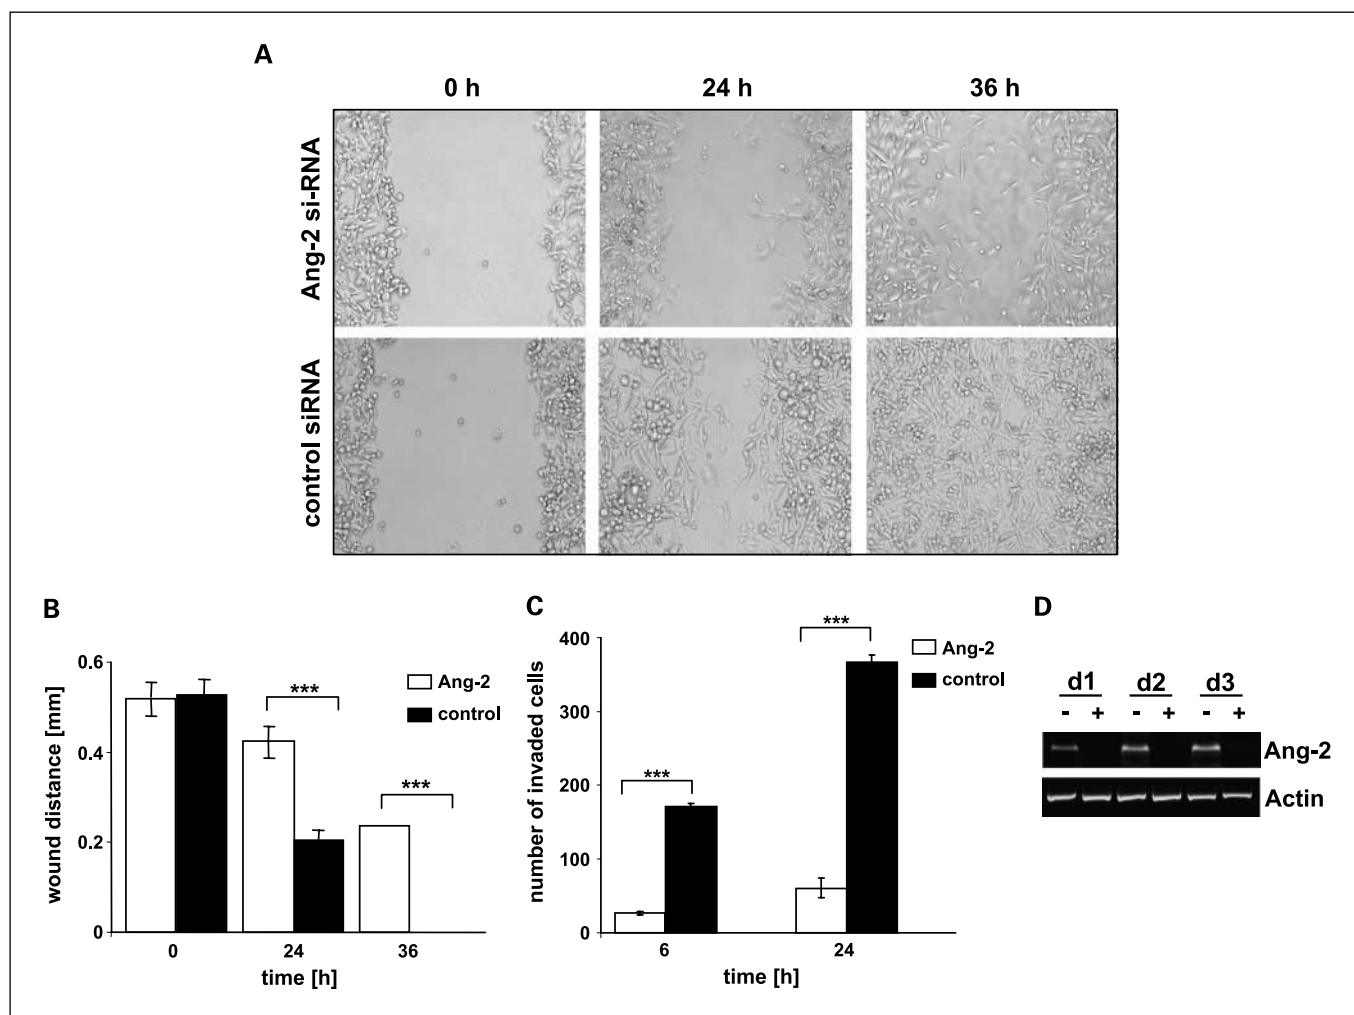 A
0 h 24 h 36 h
Ang-2 si-RNA
control siRNA
B
wound distance [mm]
0.6
0.4
0.2
0
***
***
Ang-2
control
0 24 36
time [h]
C
number of invaded cells
400
300
200
100
0
***
***
Ang-2
control
6 24
time [h]
D
d1 d2 d3
- + - + - +
Ang-2
Actin